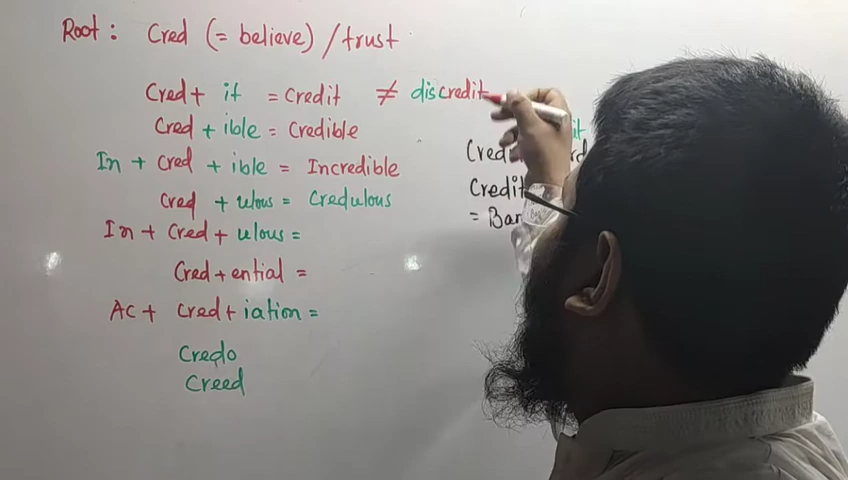 Root: Cred (= believe) / trust
Cred + it = Credit ≠ discredit
Cred + ible = Credible
In + cred + ible = Incredible
cred + ulous = Credulous
In + Cred + ulous =
Cred + ential =
AC + Cred + iation =
Credo
Creed
Credit
= Ban